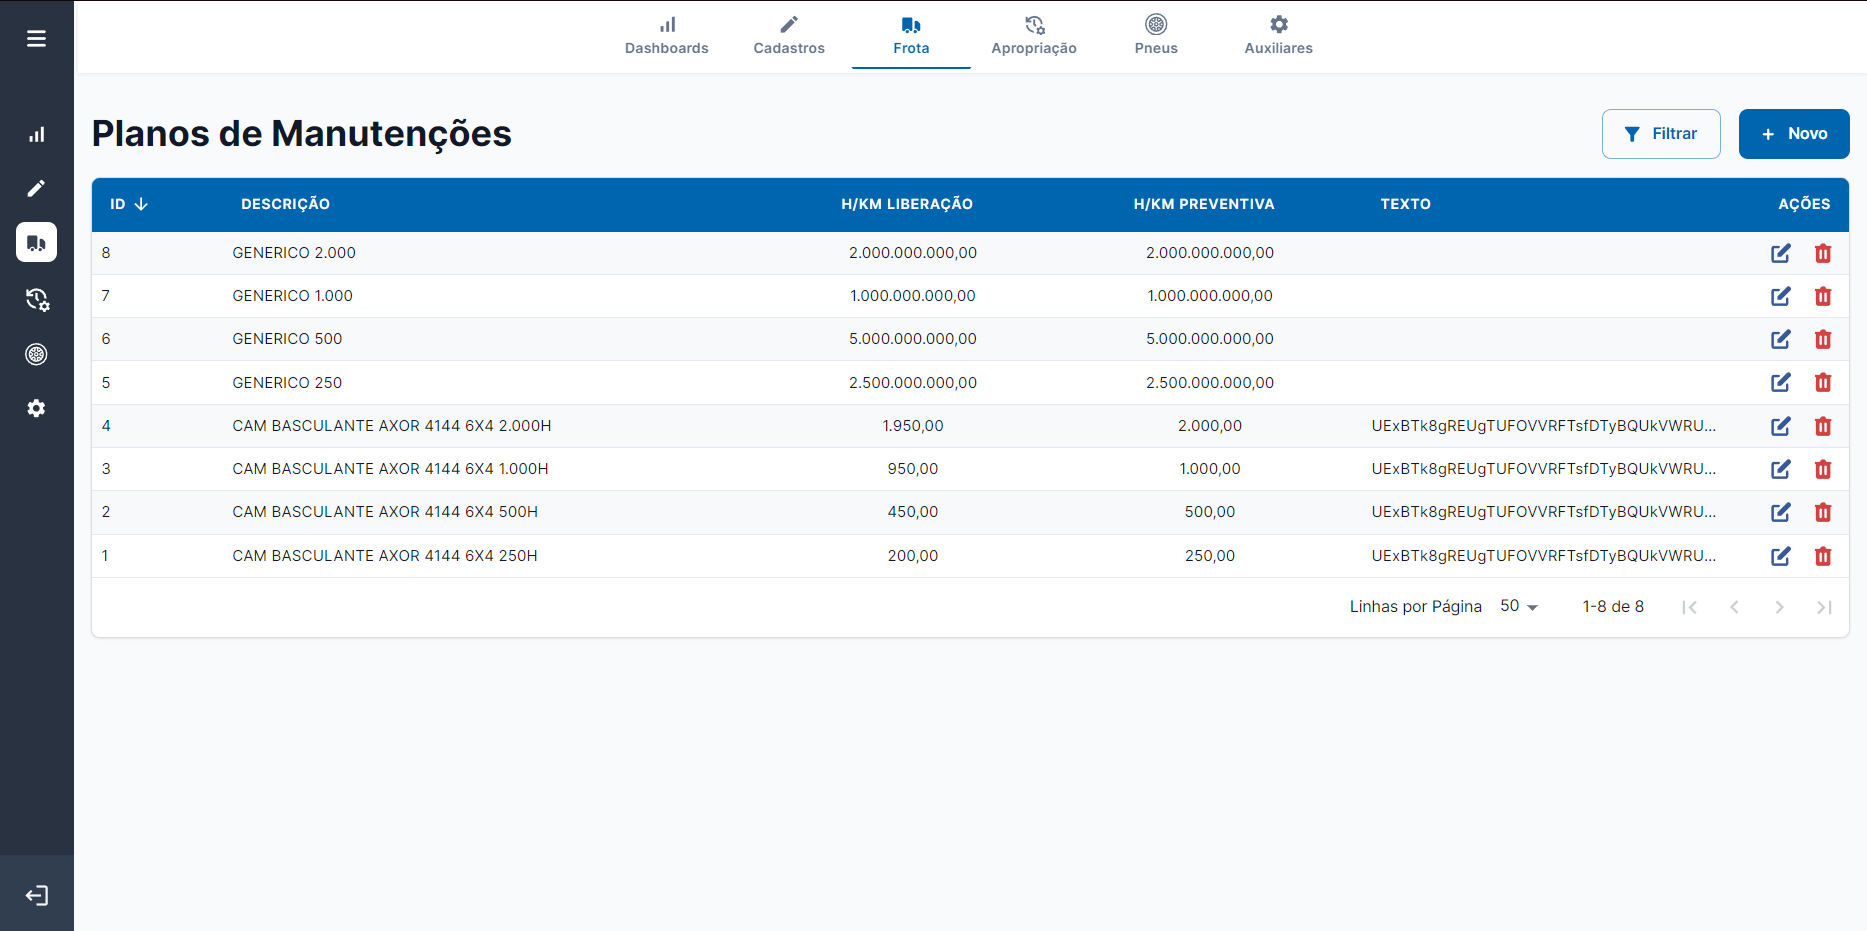 Dashboards Cadastros Frota Apropriação Pneus Auxiliares
Planos de Manutenções
Filtrar + Novo
ID DESCRIÇÃO H/KM LIBERAÇÃO H/KM PREVENTIVA TEXTO AÇÕES
8 GENERICO 2.000 2.000.000.000,00 2.000.000.000,00
7 GENERICO 1.000 1.000.000.000,00 1.000.000.000,00
6 GENERICO 500 5.000.000.000,00 5.000.000.000,00
5 GENERICO 250 2.500.000.000,00 2.500.000.000,00
4 CAM BASCULANTE AXOR 4144 6X4 2.000H 1.950,00 2.000,00 UExBTk8gREUgTUFOVVRFTsfDTyBQUkVWRU...
3 CAM BASCULANTE AXOR 4144 6X4 1.000H 950,00 1.000,00 UExBTk8gREUgTUFOVVRFTsfDTyBQUkVWRU...
2 CAM BASCULANTE AXOR 4144 6X4 500H 450,00 500,00 UExBTk8gREUgTUFOVVRFTsfDTyBQUkVWRU...
1 CAM BASCULANTE AXOR 4144 6X4 250H 200,00 250,00 UExBTk8gREUgTUFOVVRFTsfDTyBQUkVWRU...
Linhas por Página 50 1-8 de 8